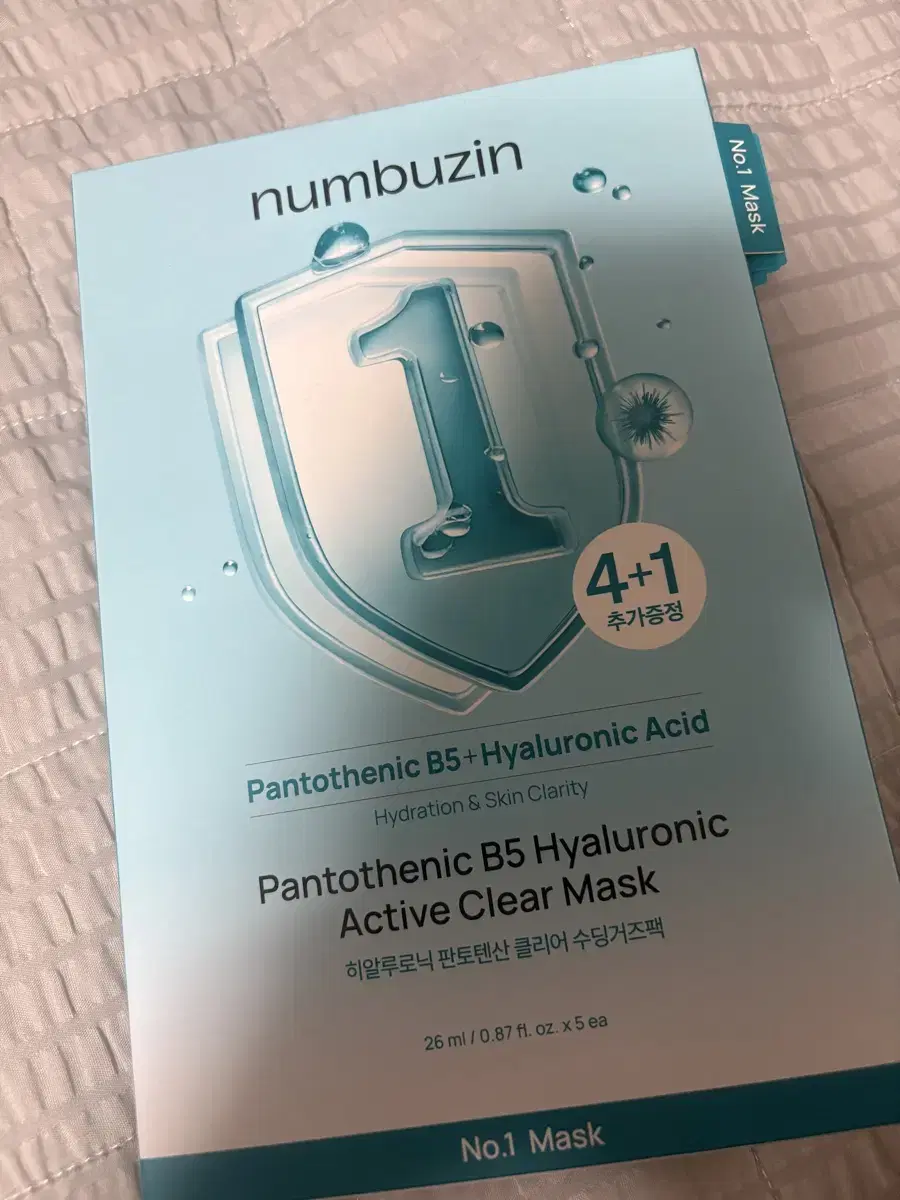 numbuzin
No.1 Mask
1
4+1
추가증정
Pantothenic B5+Hyaluronic Acid
Hydration & Skin Clarity
Pantothenic B5 Hyaluronic
Active Clear Mask
히알루로닉 판토텐산 클리어 수딩거즈팩
26 ml / 0.87 fl. oz. x 5 ea
No.1 Mask